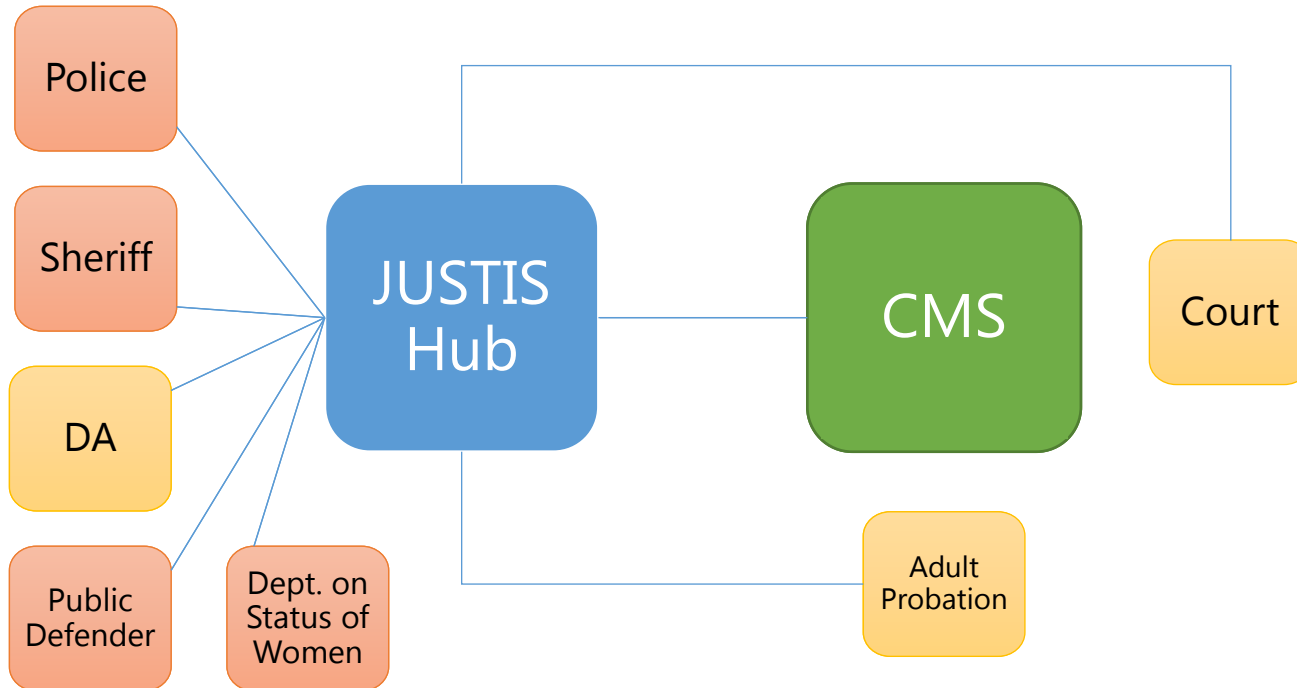 Police
Sheriff
DA
Public
Defender
Dept. on
Status of
Women
JUSTIS
Hub
CMS
Court
Adult
Probation